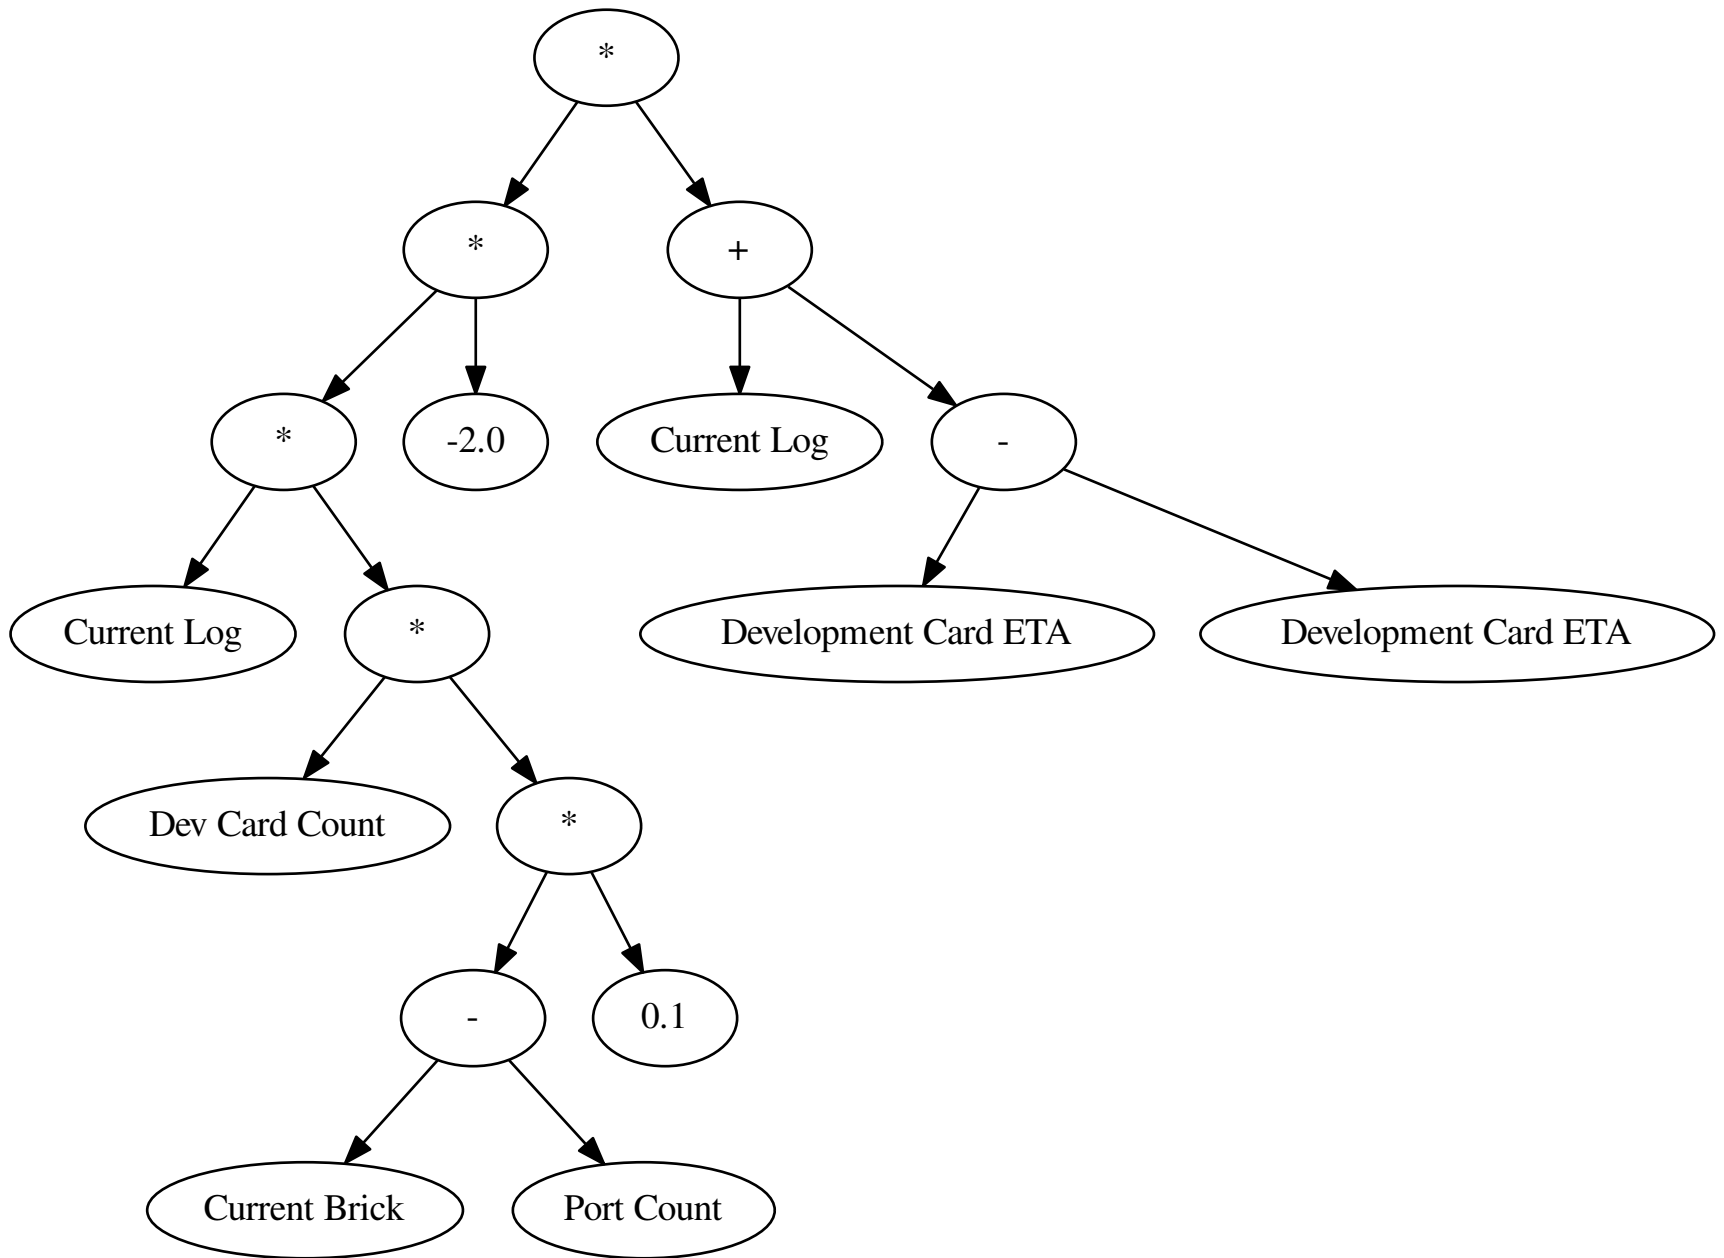 *
*
+
*
-2.0
Current Log
-
Current Log
*
Development Card ETA
Development Card ETA
Dev Card Count
*
-
0.1
Current Brick
Port Count